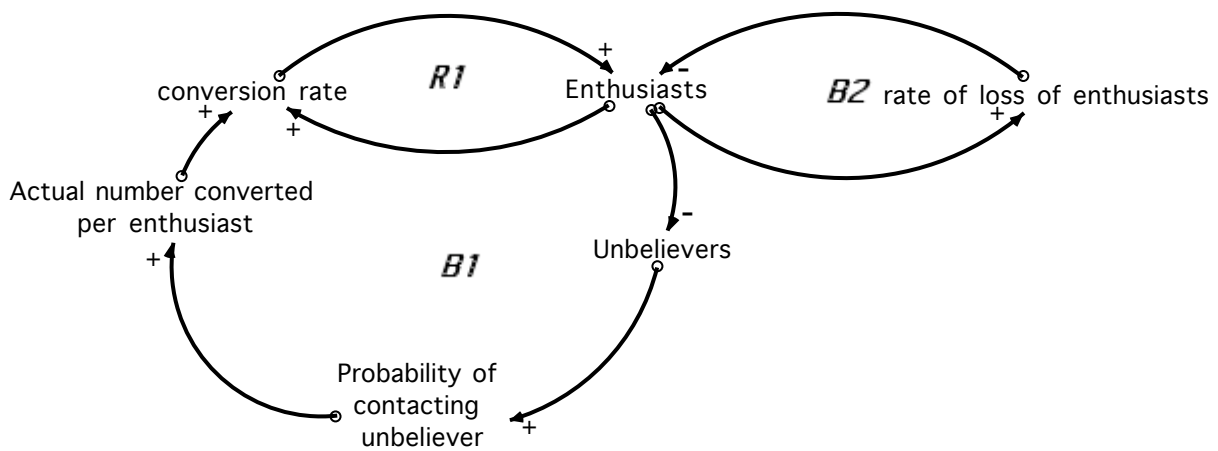 +
R1
-
conversion rate
Enthusiasts
B2
rate of loss of enthusiasts
+
+
+
Actual number converted
per enthusiast
-
+
B1
Unbelievers
Probability of
contacting
unbeliever
+